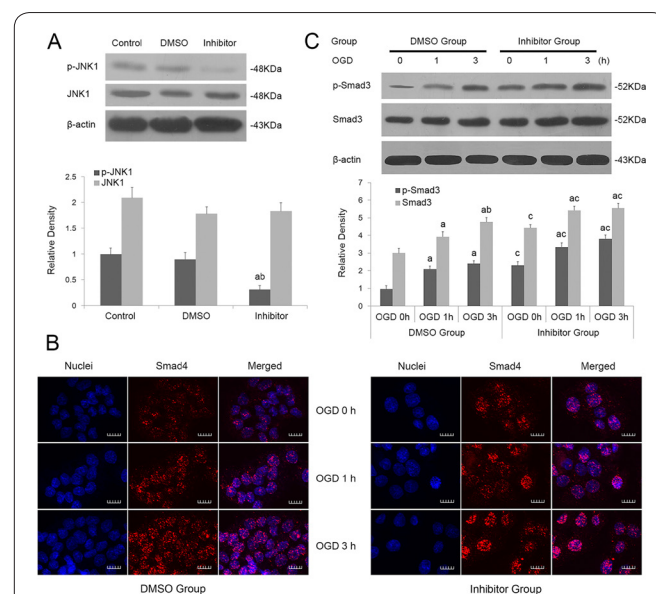 A
Control DMSO Inhibitor
p-JNK1 -48KDa
JNK1 -48KDa
β-actin -43KDa
p-JNK1
JNK1
Relative Density
2.5
2
1.5
1
0.5
0
ab
Control DMSO Inhibitor
C
Group DMSO Group Inhibitor Group
OGD 0 1 3 0 1 3 (h)
p-Smad3 -52KDa
Smad3 -52KDa
β-actin -43KDa
p-Smad3
Smad3
Relative Density
7
6
5
4
3
2
1
0
a a a ab c c ac ac ac ac
OGD 0h OGD 1h OGD 3h OGD 0h OGD 1h OGD 3h
DMSO Group Inhibitor Group
B
Nuclei Smad4 Merged Nuclei Smad4 Merged
OGD 0 h
OGD 1 h
OGD 3 h
DMSO Group Inhibitor Group